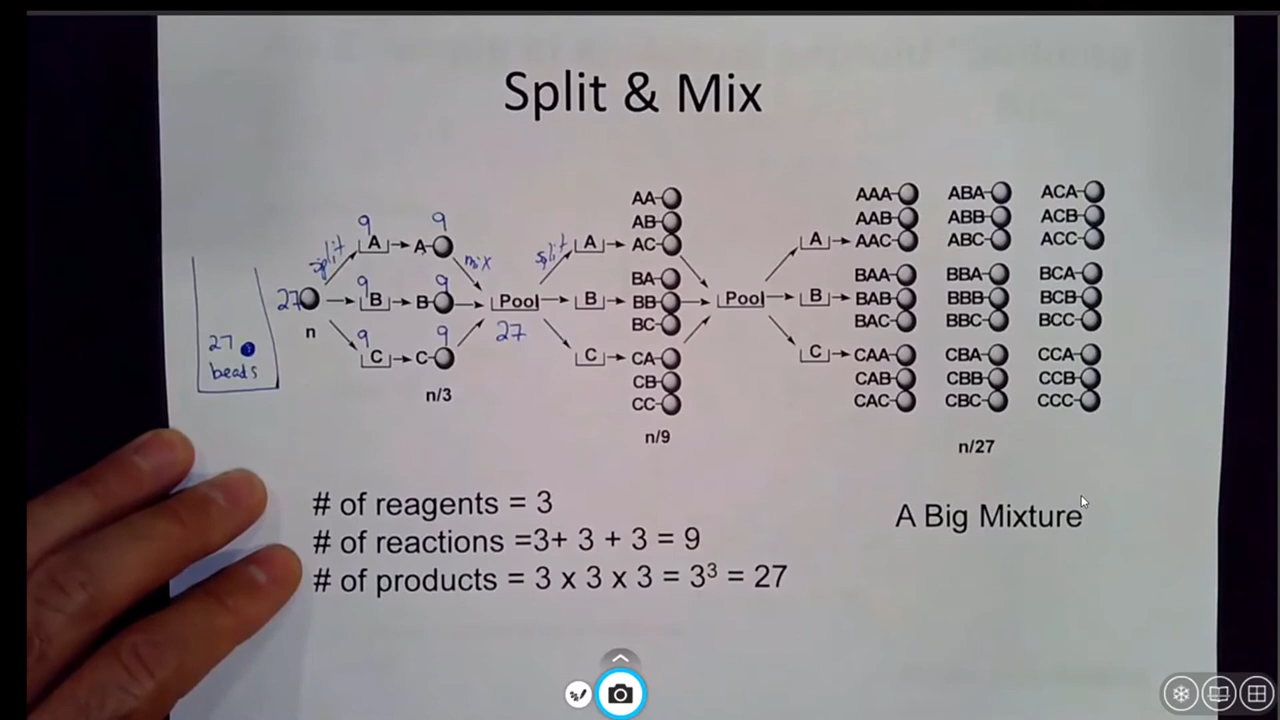 Split & Mix
split
9
A
A
9
mix
27
n
9
B
B
9
9
C
C
9
n/3
27
beads
Pool
27
split
A
B
C
AA
AB
AC
BA
BB
BC
CA
CB
CC
n/9
Pool
A
B
C
AAA ABA ACA
AAB ABB ACB
AAC ABC ACC
BAA BBA BCA
BAB BBB BCB
BAC BBC BCC
CAA CBA CCA
CAB CBB CCB
CAC CBC CCC
n/27
# of reagents = 3
# of reactions =3+ 3 + 3 = 9
# of products = 3 x 3 x 3 = 3³ = 27
A Big Mixture